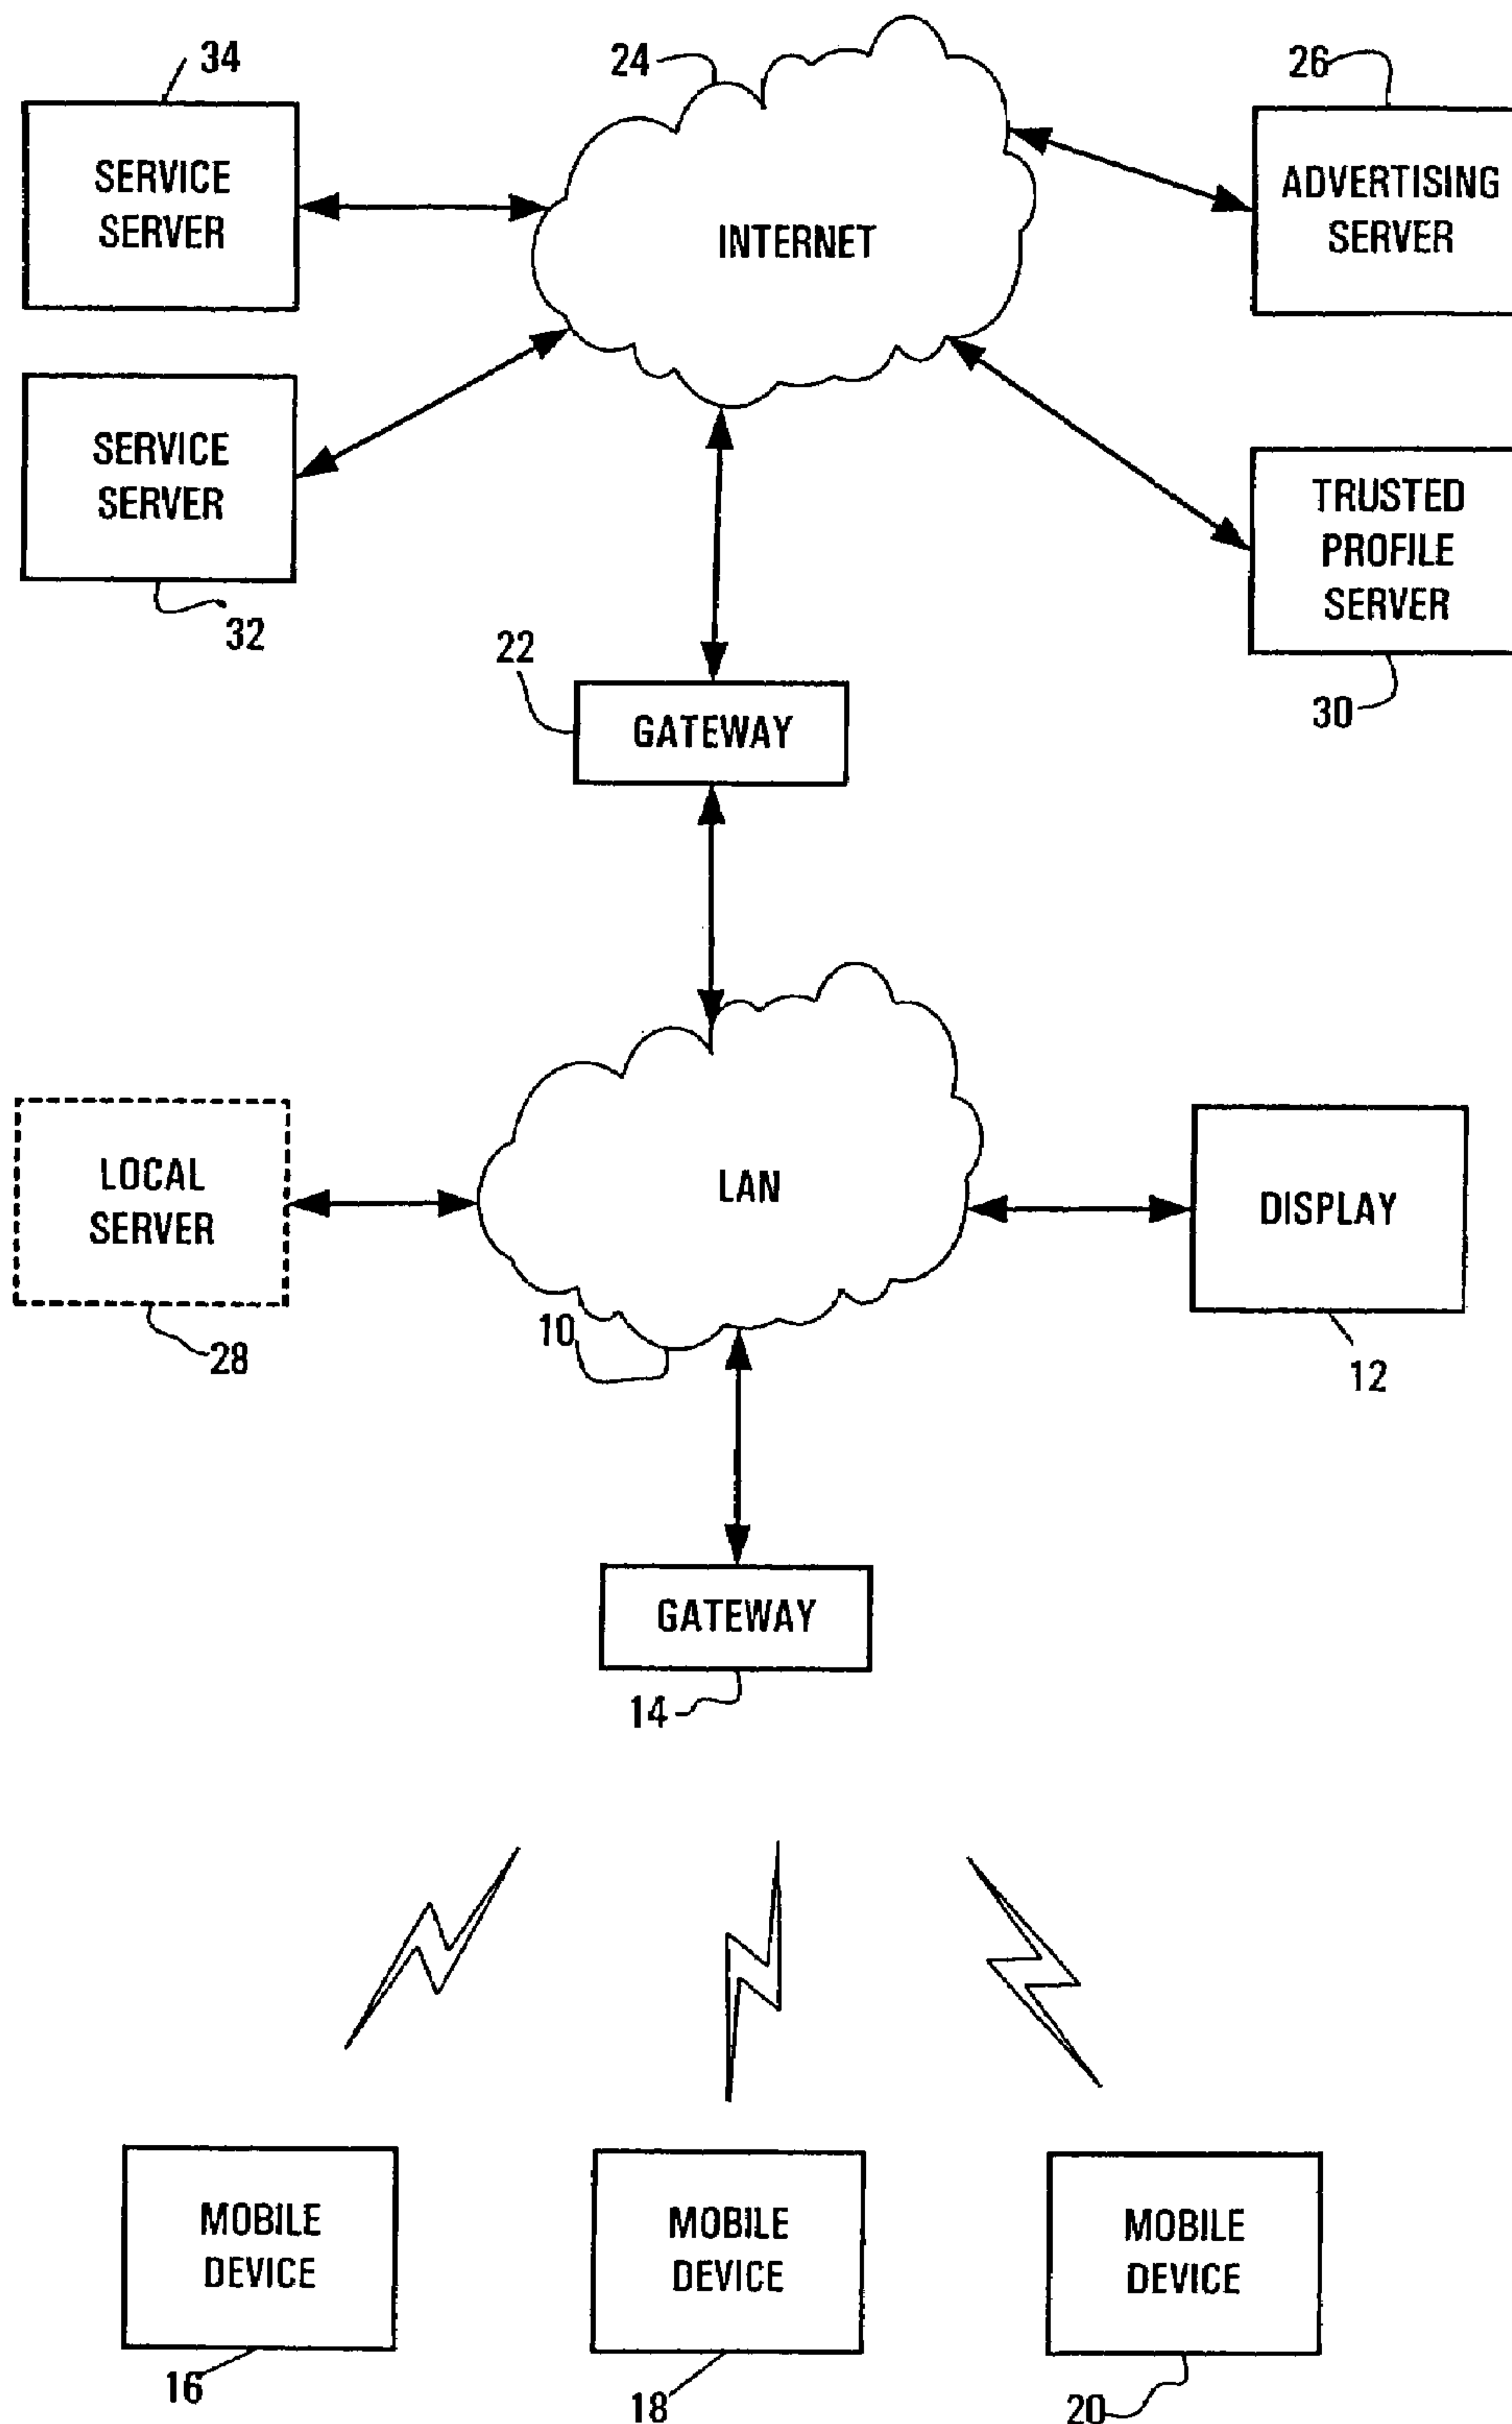 34
24
26
SERVICE
SERVER
INTERNET
ADVERTISING
SERVER
SERVICE
SERVER
32
TRUSTED
PROFILE
SERVER
30
22
GATEWAY
LOCAL
SERVER
28
LAN
10
DISPLAY
12
GATEWAY
14
MOBILE
DEVICE
16
MOBILE
DEVICE
18
MOBILE
DEVICE
20